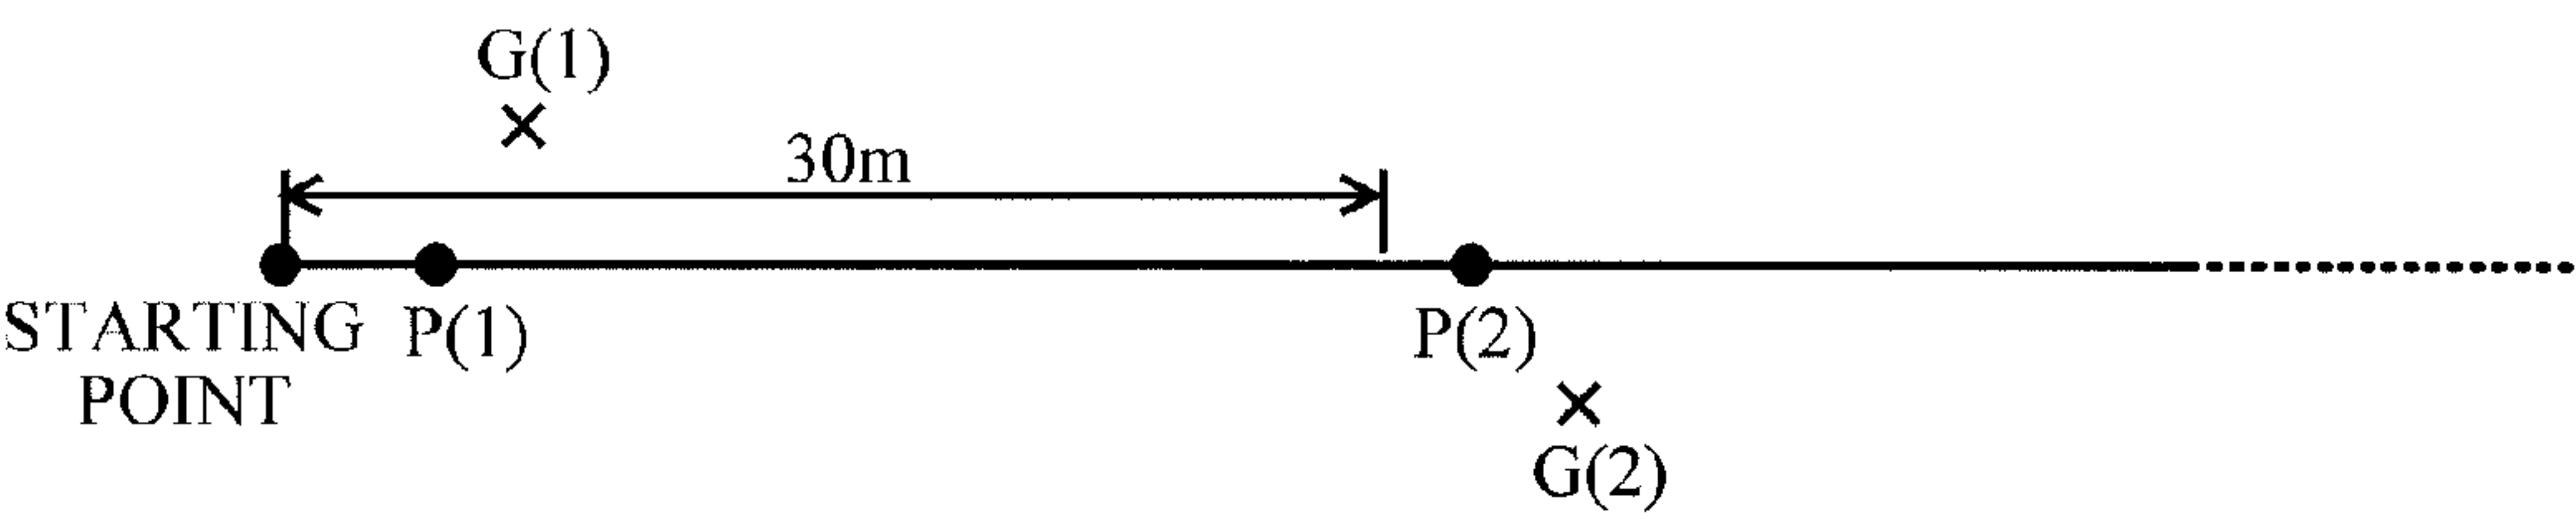 G(1)
30m
STARTING
POINT
P(1)
P(2)
G(2)